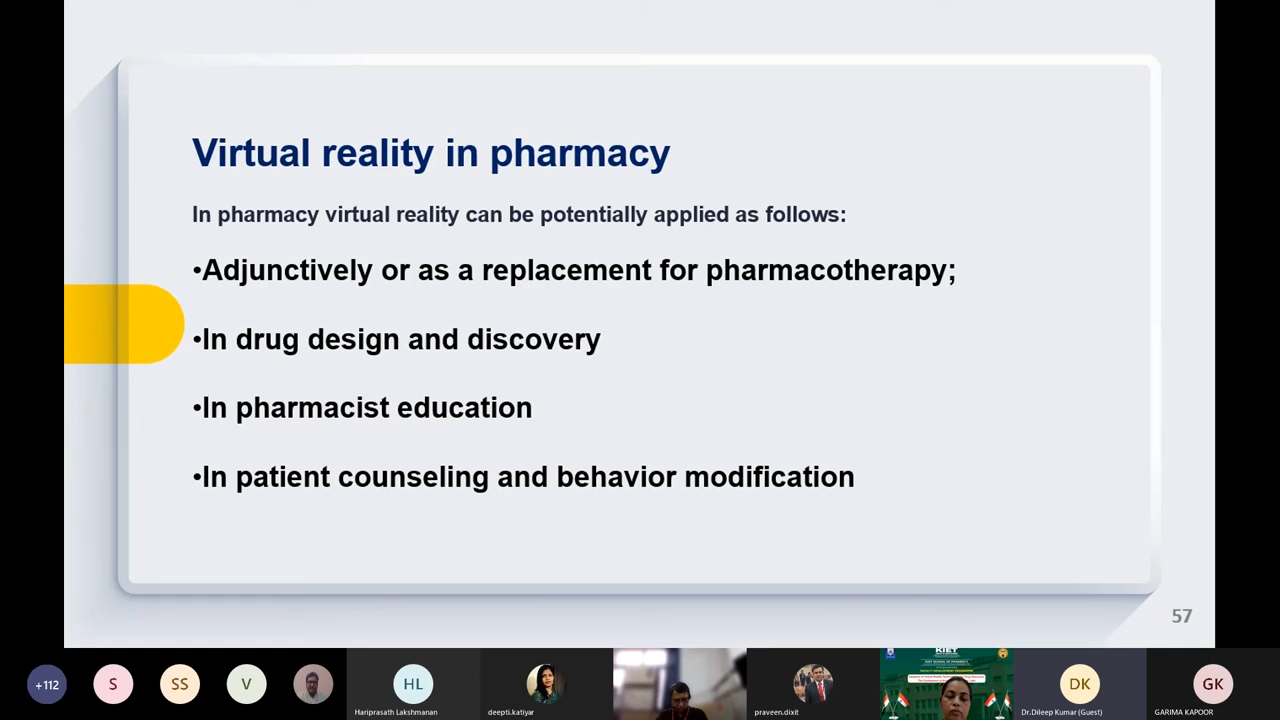 Virtual reality in pharmacy
In pharmacy virtual reality can be potentially applied as follows:
•Adjunctively or as a replacement for pharmacotherapy;
•In drug design and discovery
•In pharmacist education
•In patient counseling and behavior modification
57
+112
S
SS
V
HL
Hariprasath Lakshmanan
deepti.katiyar
praveen.dixit
KIET
DK
Dr.Dileep Kumar (Guest)
GK
GARIMA KAPOOR